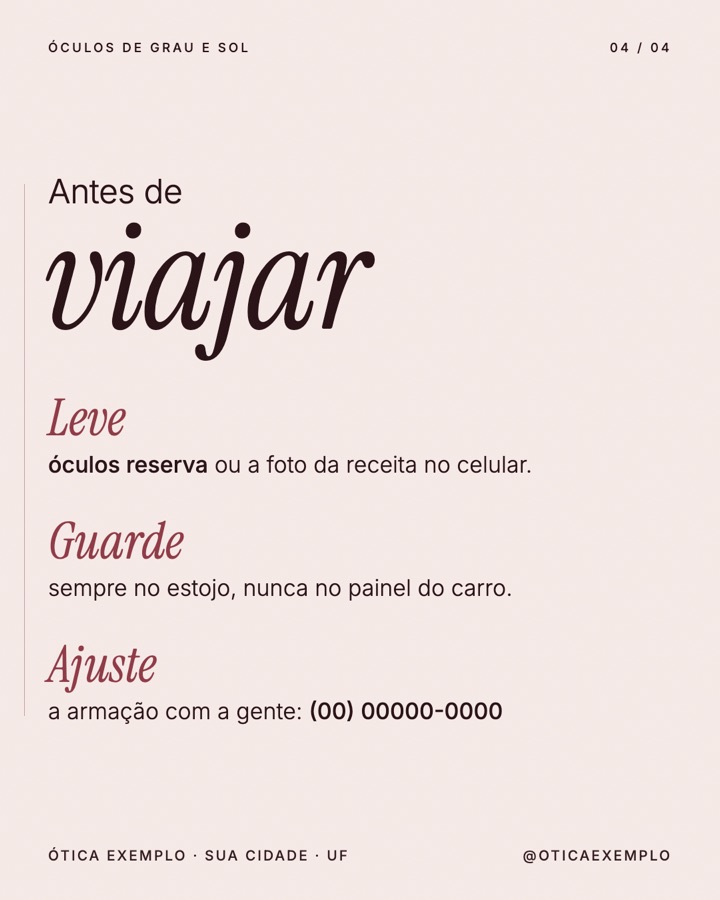 ÓCULOS DE GRAU E SOL
04 / 04
Antes de
viajar
Leve
óculos reserva ou a foto da receita no celular.
Guarde
sempre no estojo, nunca no painel do carro.
Ajuste
a armação com a gente: (00) 00000-0000
ÓTICA EXEMPLO · SUA CIDADE · UF
@OTICAEXEMPLO